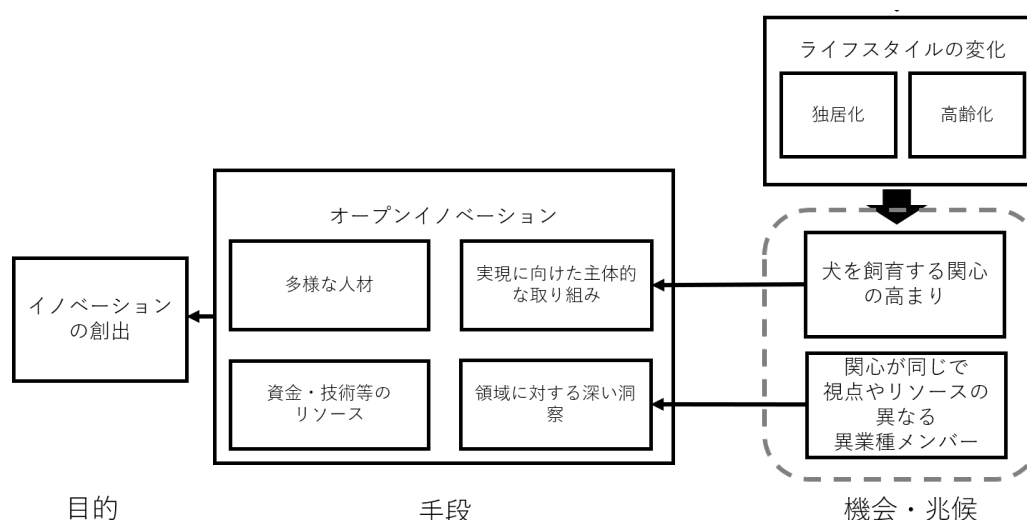 ライフスタイルの変化
独居化
高齢化
オープンイノベーション
多様な人材
実現に向けた主体的
な取り組み
犬を飼育する関心
の高まり
イノベーション
の創出
資金・技術等の
リソース
領域に対する深い洞
察
関心が同じで
視点やリソースの
異なる
異業種メンバー
目的
手段
機会・兆候